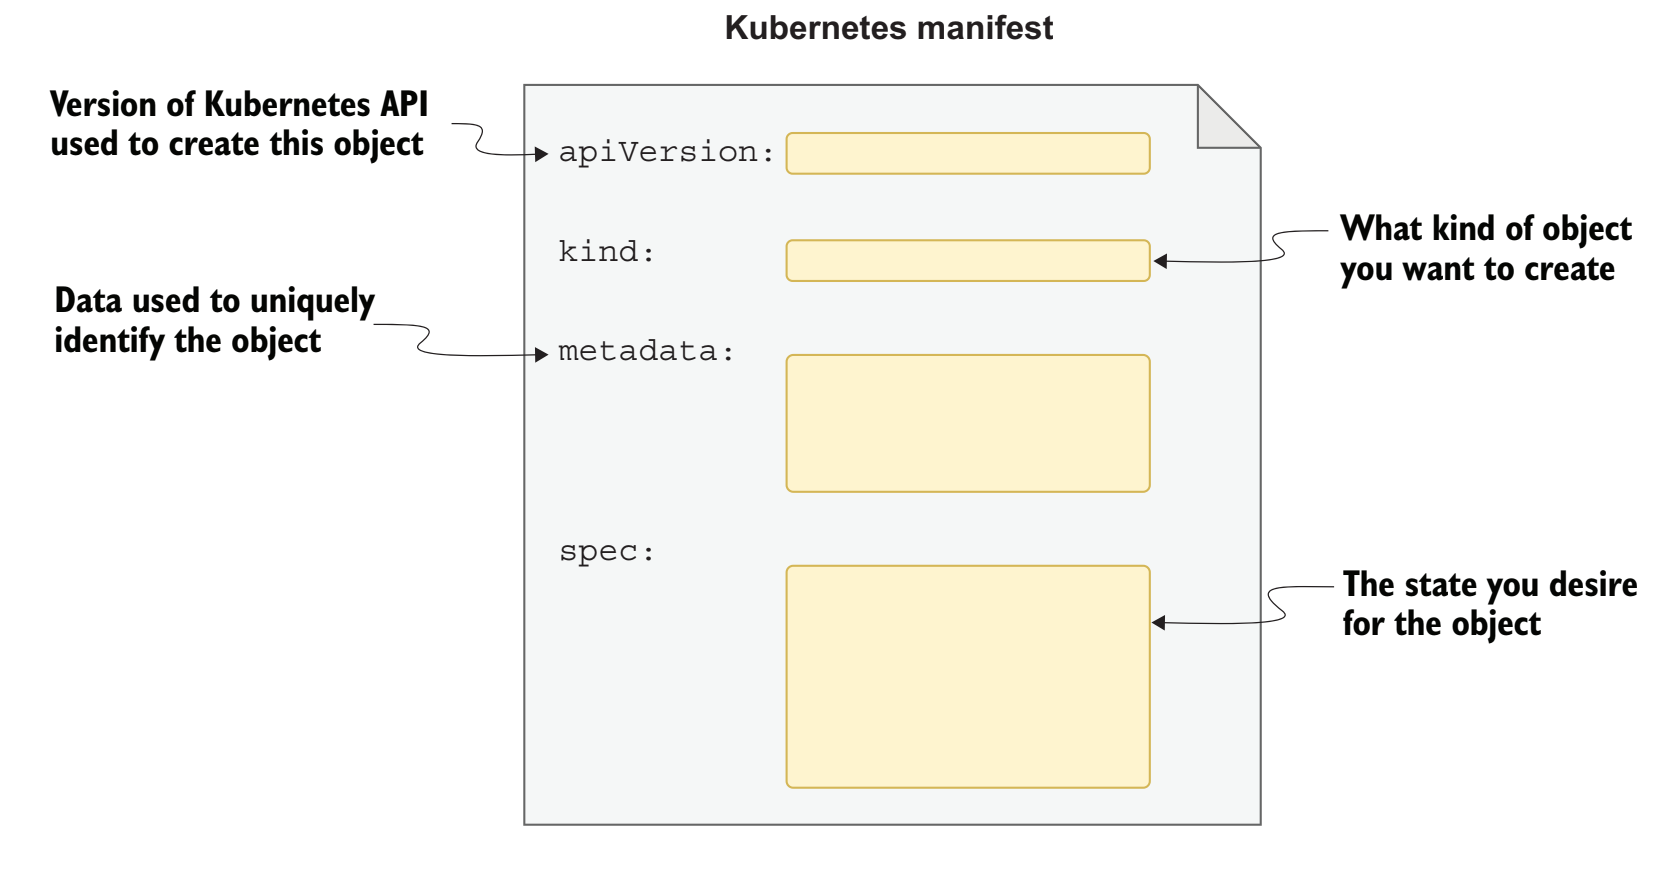 Kubernetes manifest
Version of Kubernetes API
used to create this object
apiVersion:
kind:
What kind of object
you want to create
Data used to uniquely
identify the object
metadata:
spec:
The state you desire
for the object